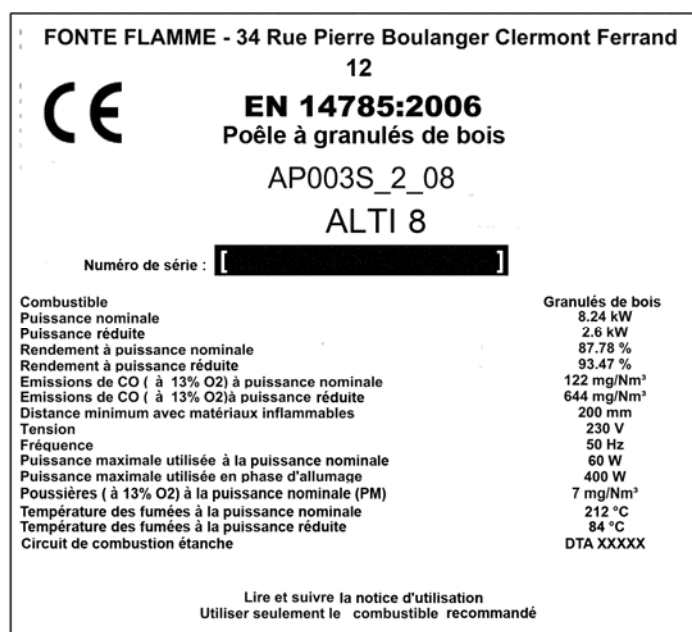 FONTE FLAMME - 34 Rue Pierre Boulanger Clermont Ferrand
12
CE
EN 14785:2006
Poêle à granulés de bois
AP003S_2_08
ALTI 8
Numéro de série : [ ]
Combustible Granulés de bois
Puissance nominale 8.24 kW
Puissance réduite 2.6 kW
Rendement à puissance nominale 87.78 %
Rendement à puissance réduite 93.47 %
Emissions de CO ( à 13% O2) à puissance nominale 122 mg/Nm³
Emissions de CO ( à 13% O2)à puissance réduite 644 mg/Nm³
Distance minimum avec matériaux inflammables 200 mm
Tension 230 V
Fréquence 50 Hz
Puissance maximale utilisée à la puissance nominale 60 W
Puissance maximale utilisée en phase d'allumage 400 W
Poussières ( à 13% O2) à la puissance nominale (PM) 7 mg/Nm³
Température des fumées à la puissance nominale 212 °C
Température des fumées à la puissance réduite 84 °C
Circuit de combustion étanche DTA XXXXX
Lire et suivre la notice d'utilisation
Utiliser seulement le combustible recommandé